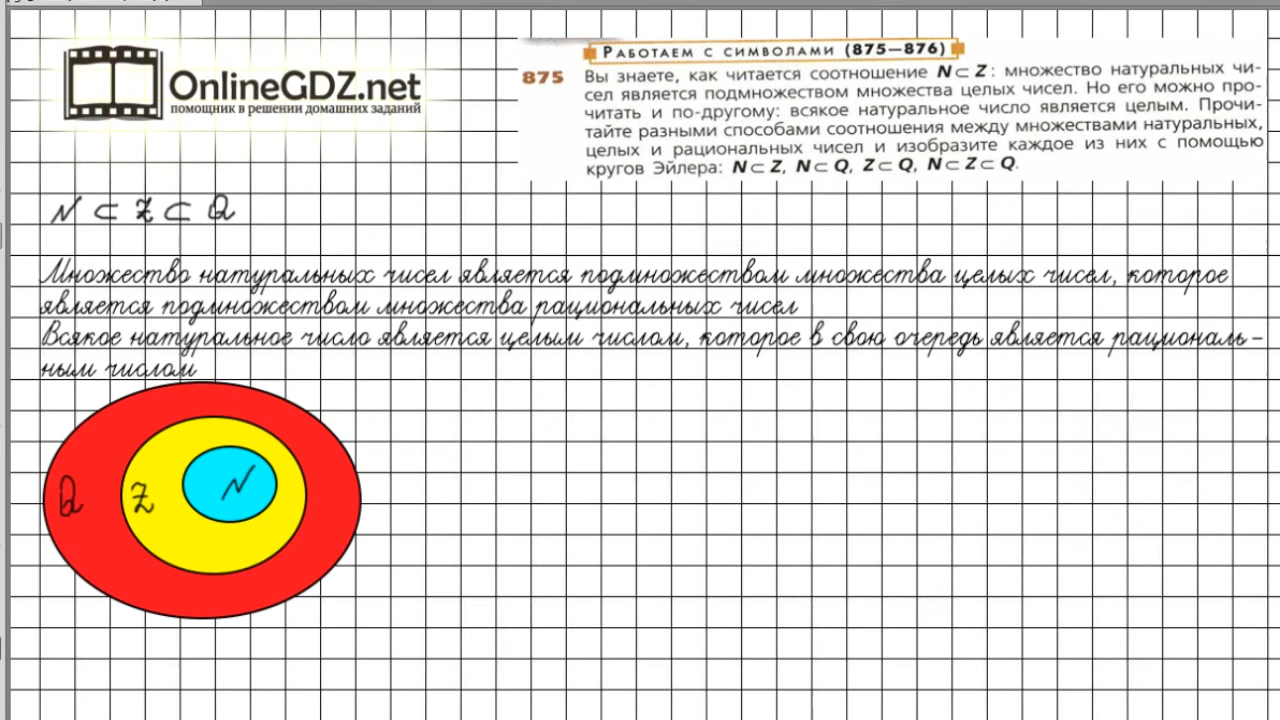 OnlineGDZ.net
помощник в решении домашних заданий
Работаем с символами (875—876)
875 Вы знаете, как читается соотношение N ⊂ Z: множество натуральных чи-
сел является подмножеством множества целых чисел. Но его можно про-
читать и по-другому: всякое натуральное число является целым. Прочи-
тайте разными способами соотношения между множествами натуральных,
целых и рациональных чисел и изобразите каждое из них с помощью
кругов Эйлера: N ⊂ Z, N ⊂ Q, Z ⊂ Q, N ⊂ Z ⊂ Q.
N ⊂ Z ⊂ Q
Множество натуральных чисел является подмножеством множества целых чисел, которое
является подмножеством множества рациональных чисел
Всякое натуральное число является целым числом, которое в свою очередь является рациональ-
ным числом
Q Z N